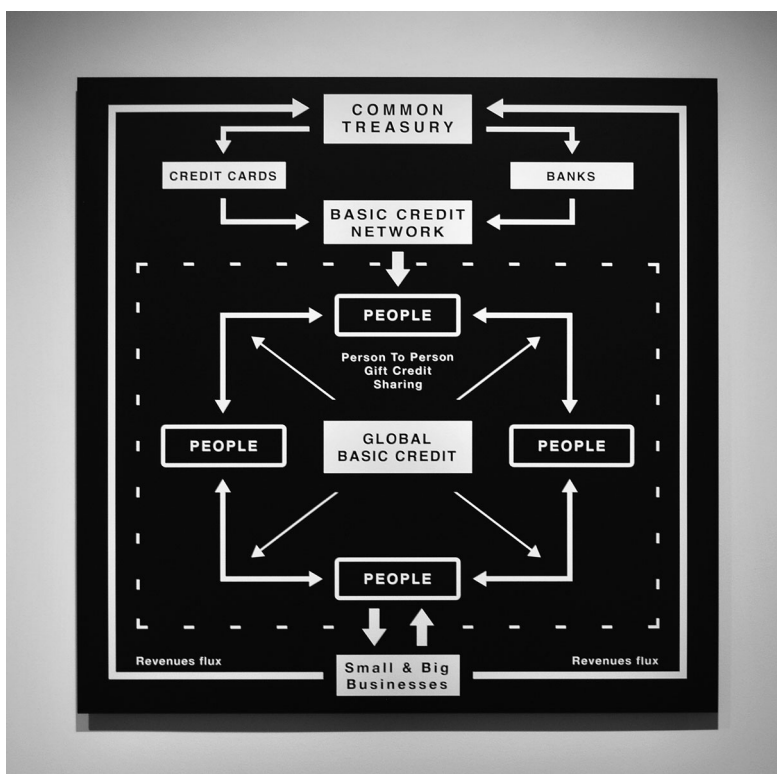 COMMON
TREASURY
CREDIT CARDS
BANKS
BASIC CREDIT
NETWORK
PEOPLE
Person To Person
Gift Credit
Sharing
PEOPLE
GLOBAL
BASIC CREDIT
PEOPLE
PEOPLE
Revenues flux
Small & Big
Businesses
Revenues flux